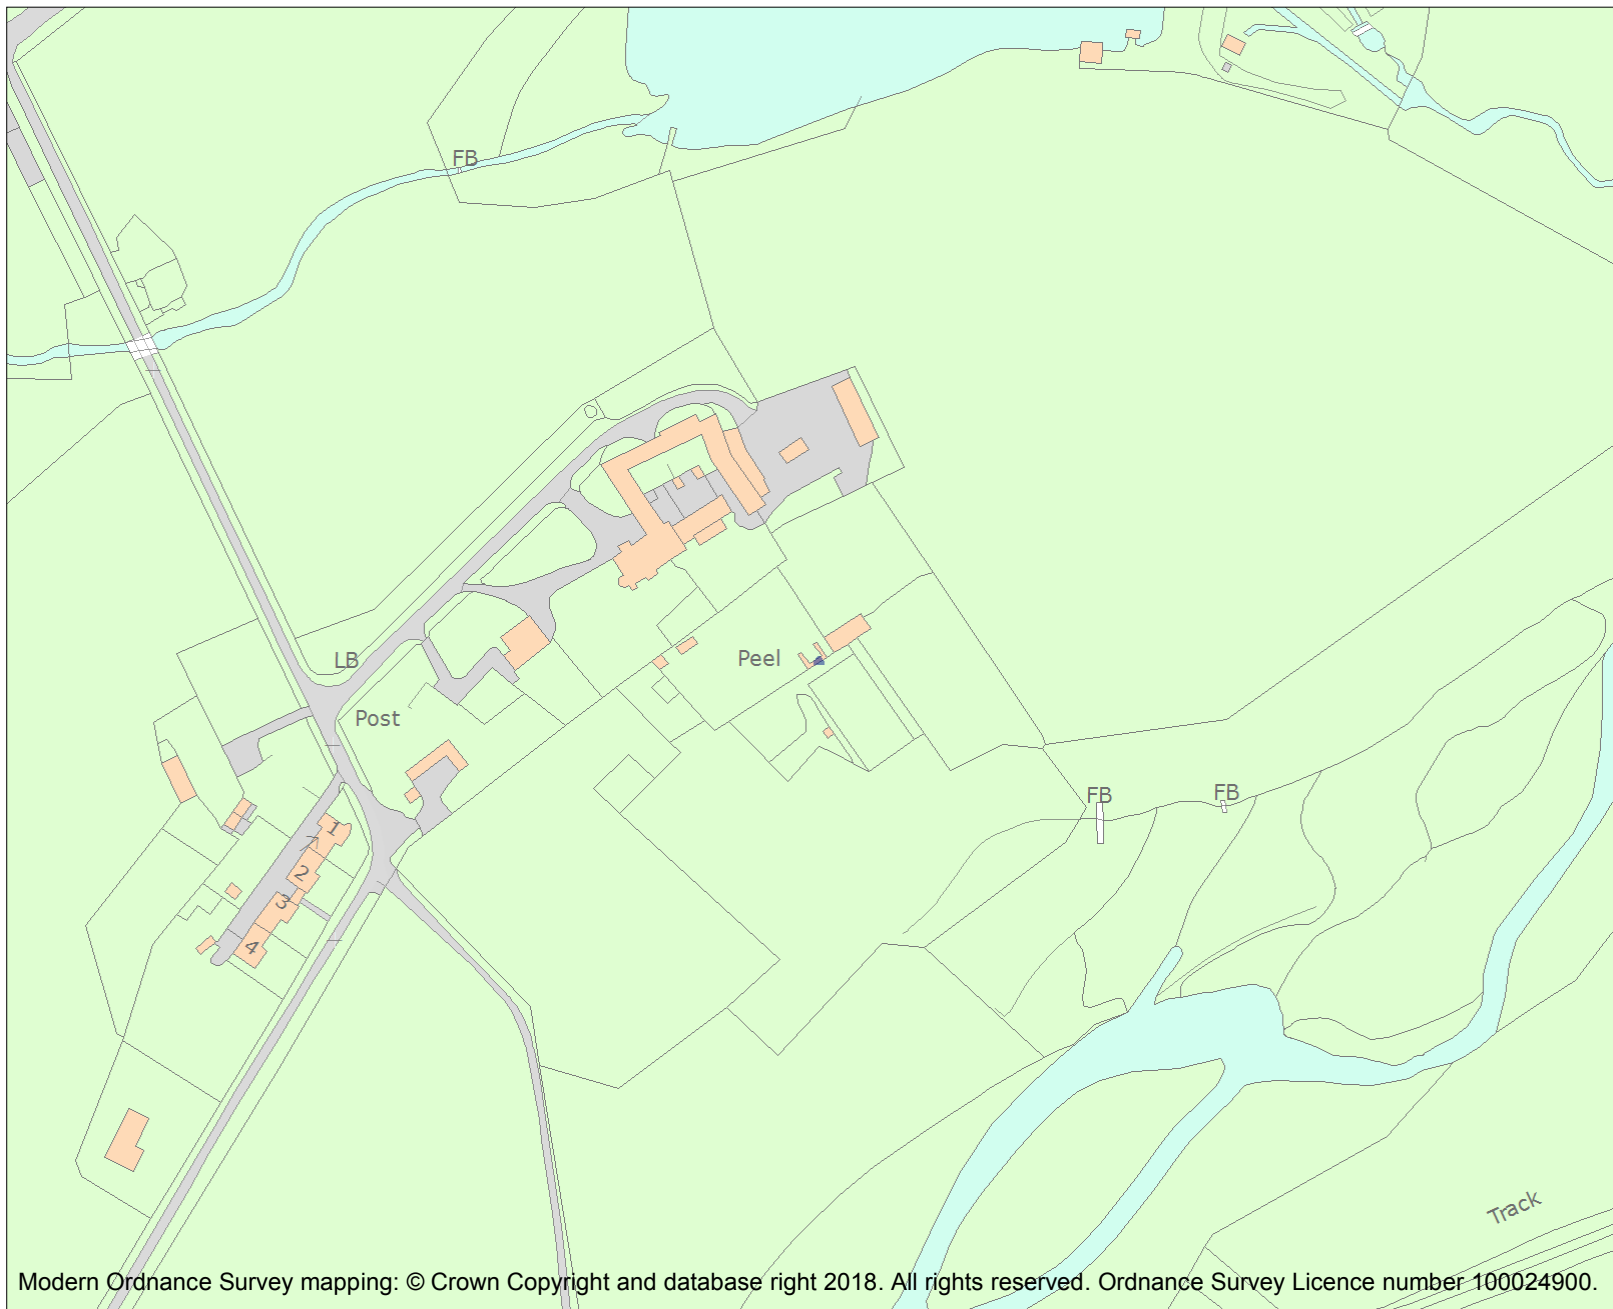 FB
LB
Peel
Post
FB
FB
1
2
3
4
Track
Modern Ordnance Survey mapping: © Crown Copyright and database right 2018. All rights reserved. Ordnance Survey Licence number 100024900.